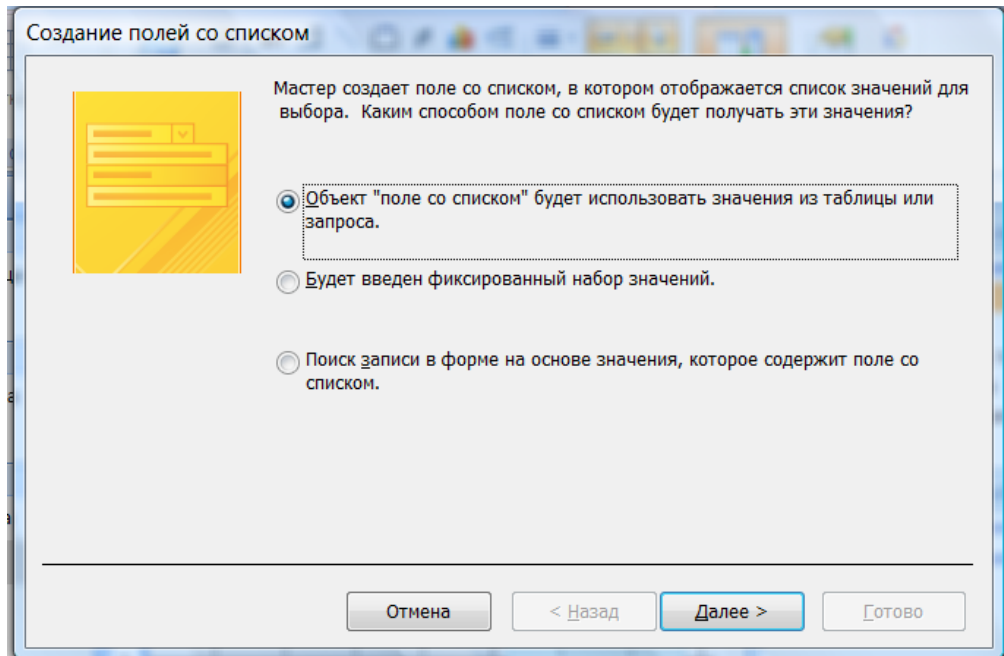 Создание полей со списком
Мастер создает поле со списком, в котором отображается список значений для
выбора. Каким способом поле со списком будет получать эти значения?
Объект "поле со списком" будет использовать значения из таблицы или
запроса.
Будет введен фиксированный набор значений.
Поиск записи в форме на основе значения, которое содержит поле со
списком.
Отмена
< Назад
Далее >
Готово